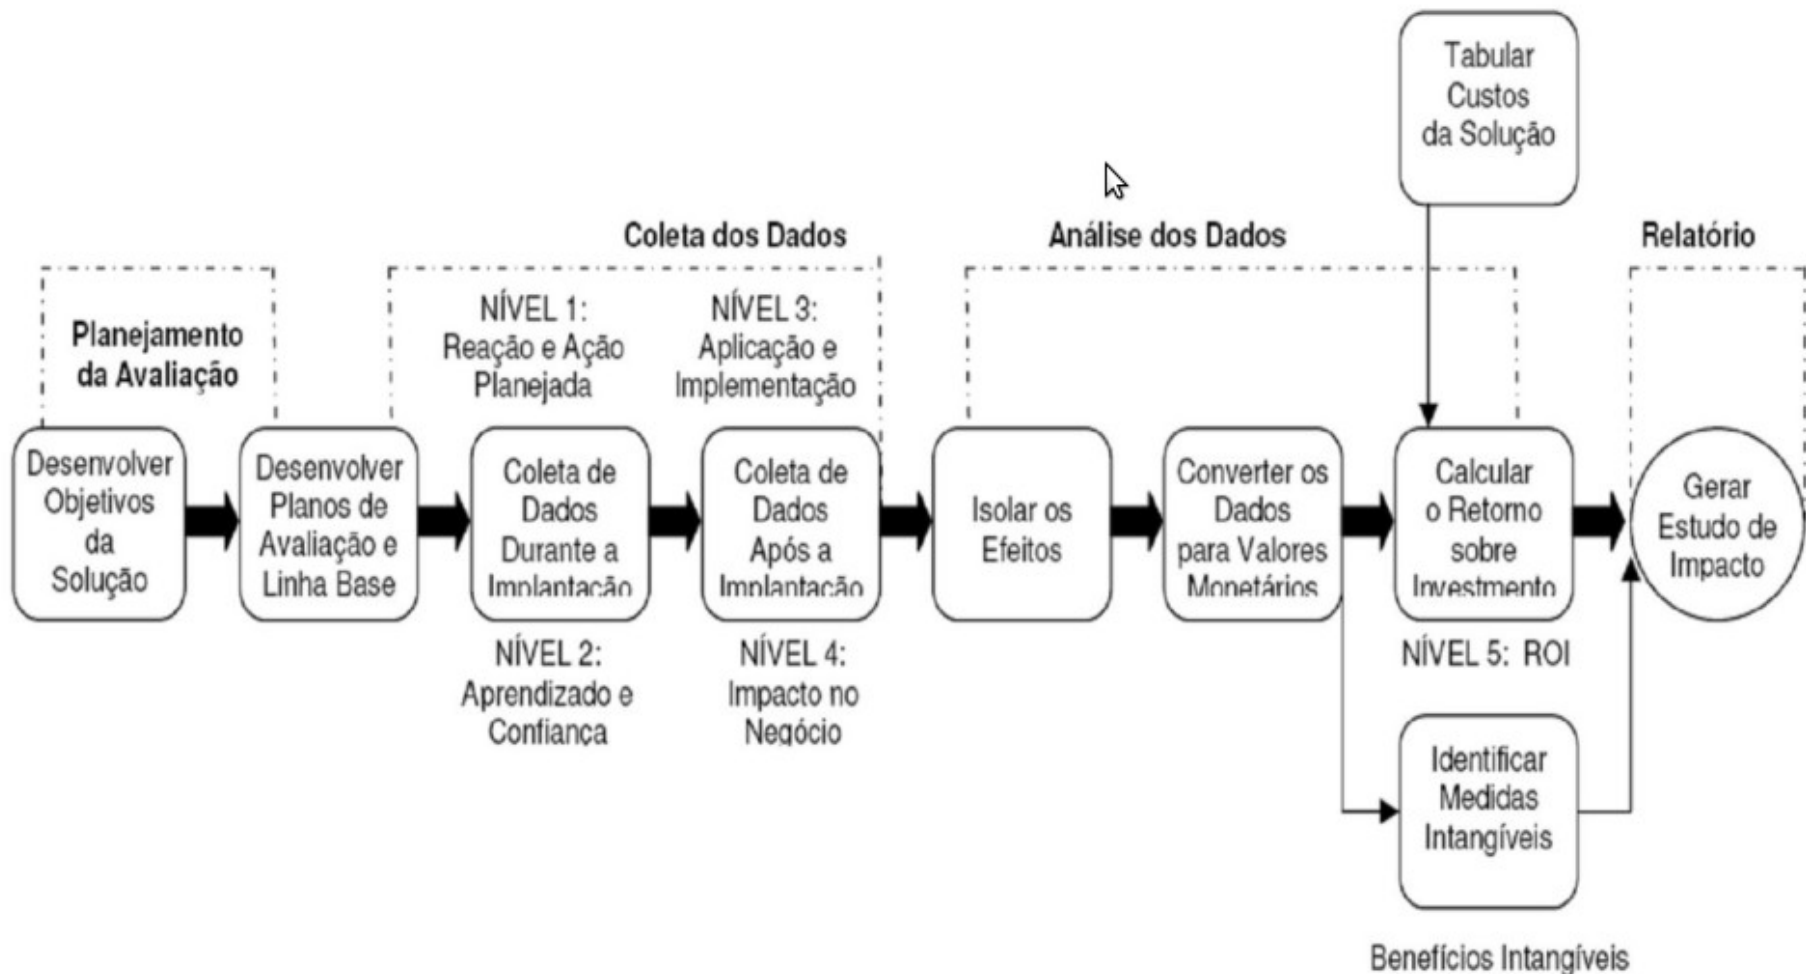 Tabular
Custos
da Solução
Coleta dos Dados
Análise dos Dados
Relatório
Planejamento
da Avaliação
NÍVEL 1:
Reação e Ação
Planejada
NÍVEL 3:
Aplicação e
Implementação
Desenvolver
Objetivos
da
Solução
Desenvolver
Planos de
Avaliação e
Linha Base
Coleta de
Dados
Durante a
Implantação
Coleta de
Dados
Após a
Implantação
Isolar os
Efeitos
Converter os
Dados
para Valores
Monetários
Calcular
o Retorno
sobre
Investmento
Gerar
Estudo de
Impacto
NÍVEL 2:
Aprendizado e
Confiança
NÍVEL 4:
Impacto no
Negócio
NÍVEL 5: ROI
Identificar
Medidas
Intangíveis
Benefícios Intangíveis